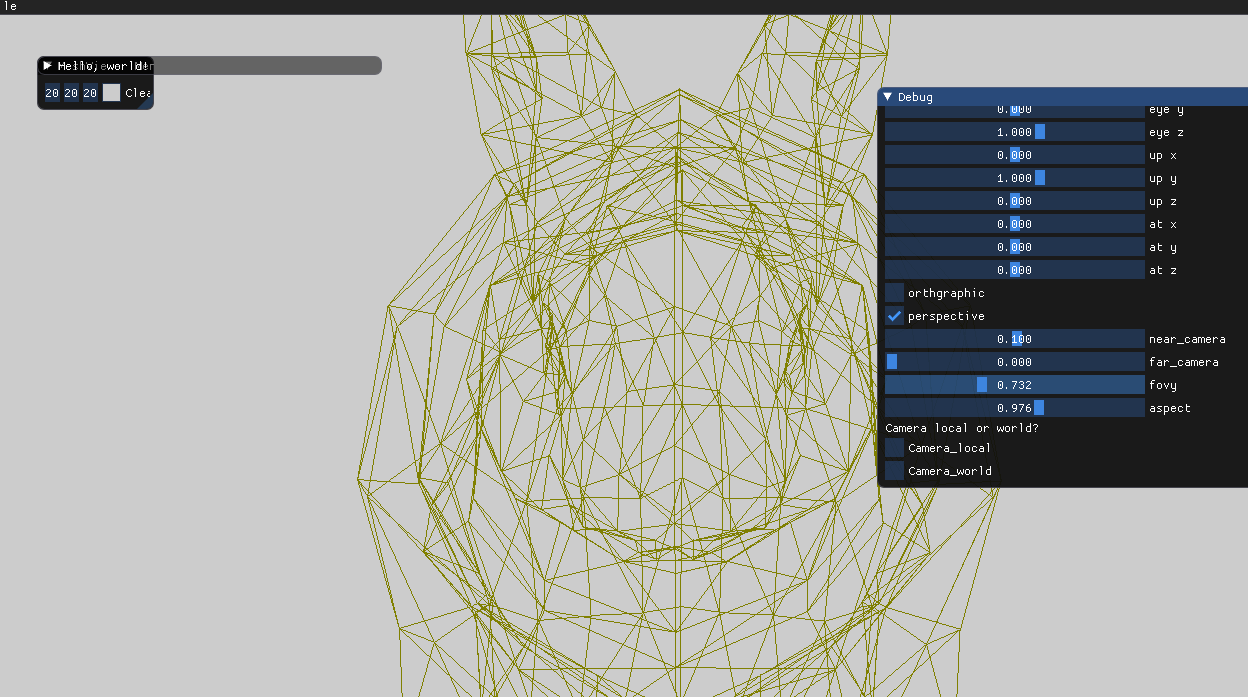 le
Hello, world!
20 20 20 Clea
Debug
0.000 eye y
1.000 eye z
0.000 up x
1.000 up y
0.000 up z
0.000 at x
0.000 at y
0.000 at z
orthgraphic
perspective
0.100 near_camera
0.000 far_camera
0.732 fovy
0.976 aspect
Camera local or world?
Camera_local
Camera_world